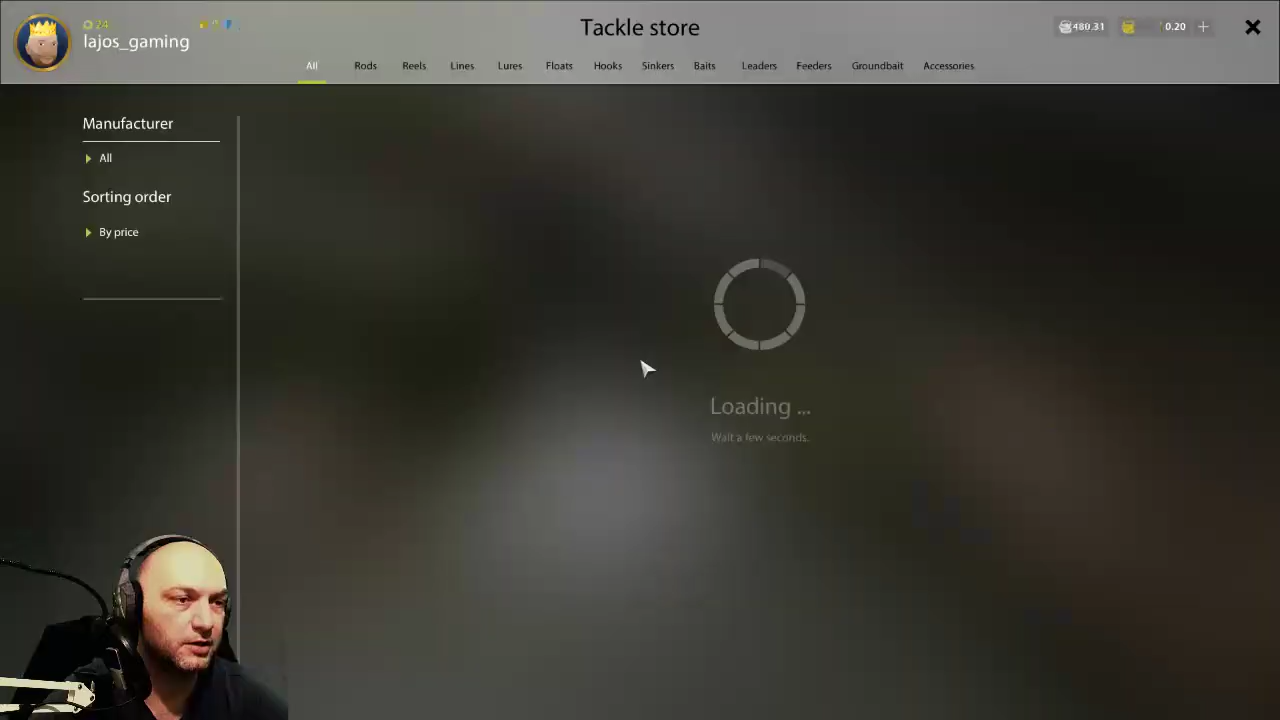 24
lajos_gaming
Tackle store
480.31
0.20
All
Rods
Reels
Lines
Lures
Floats
Hooks
Sinkers
Baits
Leaders
Feeders
Groundbait
Accessories
Manufacturer
All
Sorting order
By price
Loading ...
Wait a few seconds.